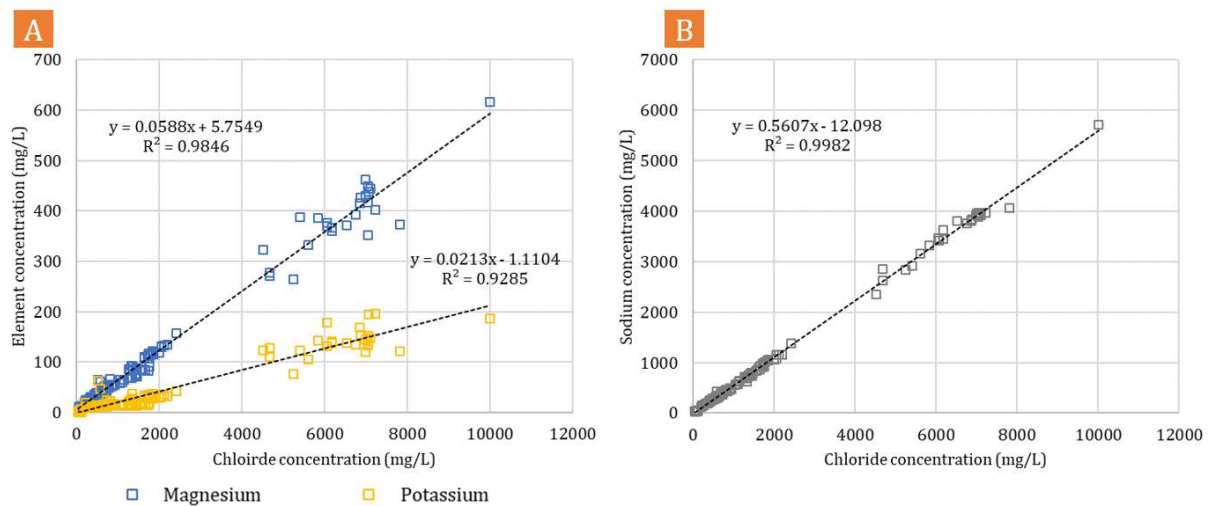 A
B
Element concentration (mg/L)
700
600
500
400
300
200
100
0
y = 0.0588x + 5.7549
R² = 0.9846
y = 0.0213x - 1.1104
R² = 0.9285
0 2000 4000 6000 8000 10000 12000
Chloirde concentration (mg/L)
Magnesium Potassium
Sodium concentration (mg/L)
7000
6000
5000
4000
3000
2000
1000
0
y = 0.5607x - 12.098
R² = 0.9982
0 2000 4000 6000 8000 10000 12000
Chloride concentration (mg/L)